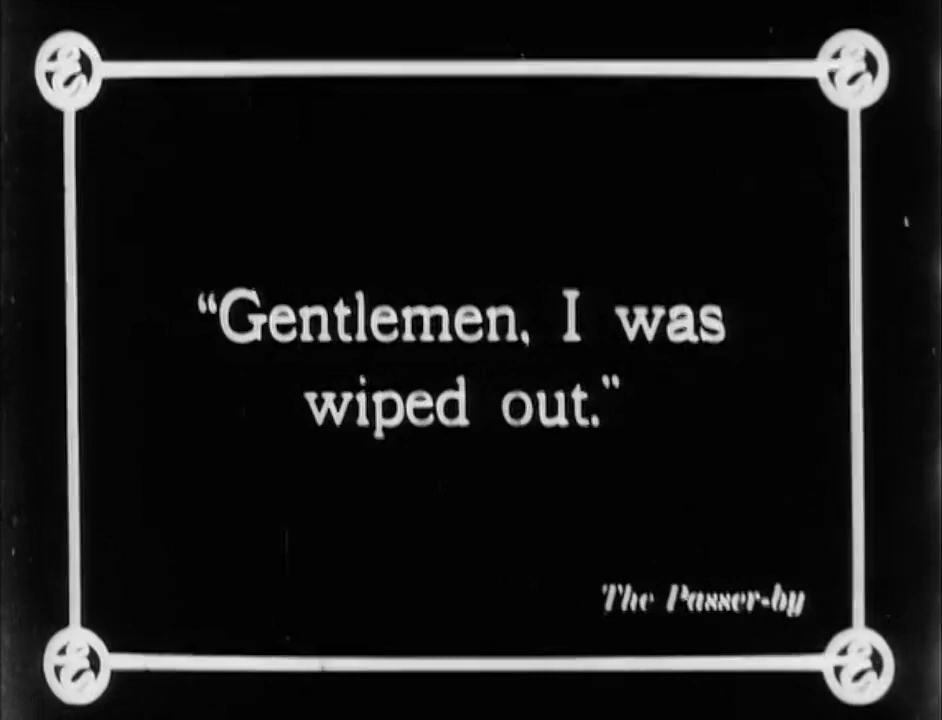 “Gentlemen, I was
wiped out.”
The Passer-by